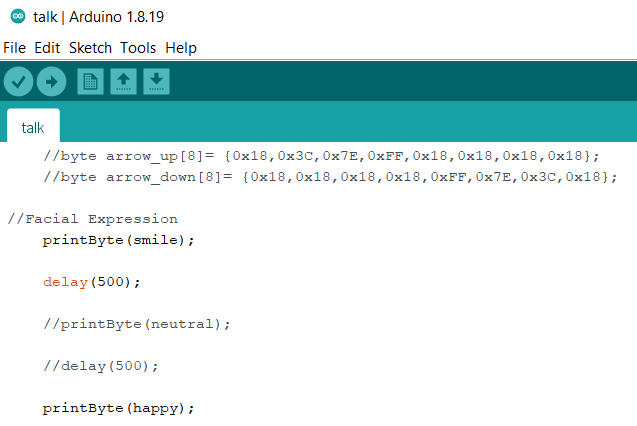 talk | Arduino 1.8.19
File Edit Sketch Tools Help
talk
//byte arrow_up[8]= {0x18,0x3C,0x7E,0xFF,0x18,0x18,0x18,0x18};
//byte arrow_down[8]= {0x18,0x18,0x18,0x18,0xFF,0x7E,0x3C,0x18};
//Facial Expression
printByte(smile);
delay(500);
//printByte(neutral);
//delay(500);
printByte(happy);